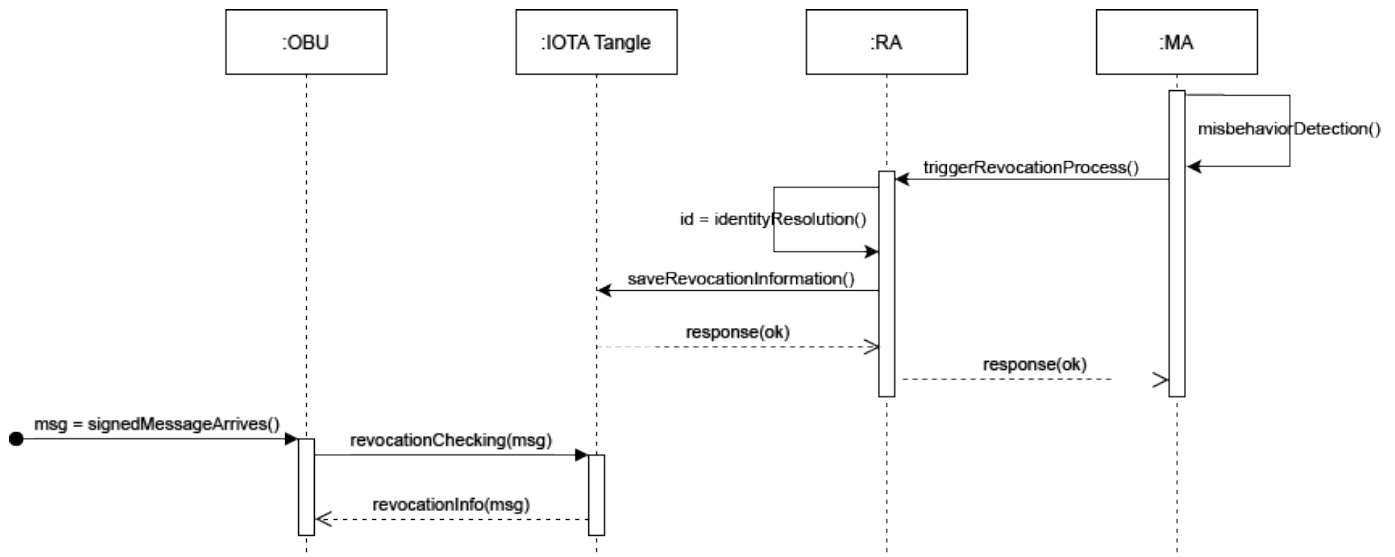 :OBU
:IOTA Tangle
:RA
:MA
misbehaviorDetection()
triggerRevocationProcess()
id = identityResolution()
saveRevocationInformation()
response(ok)
response(ok)
msg = signedMessageArrives()
revocationChecking(msg)
revocationInfo(msg)